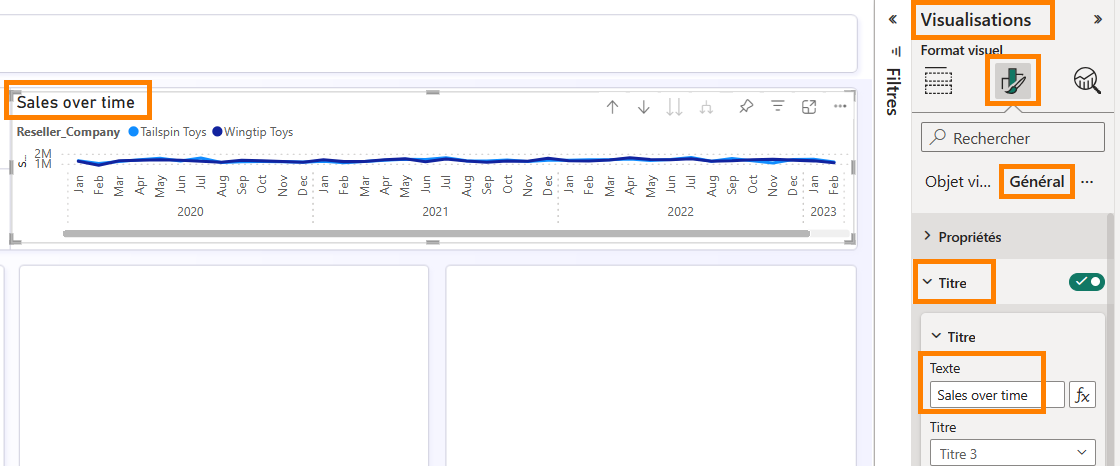 Visualisations
Format visuel
Filtres
Rechercher
Objet vi...
Général
Propriétés
Titre
Titre
Texte
Sales over time
fx
Titre
Titre 3
Sales over time
Reseller_Company Tailspin Toys Wingtip Toys
S...
2M
1M
Jan Feb Mar Apr May Jun Jul Aug Sep Oct Nov Dec Jan Feb Mar Apr May Jun Jul Aug Sep Oct Nov Dec Jan Feb Mar Apr May Jun Jul Aug Sep Oct Nov Dec Jan Feb
2020 2021 2022 2023